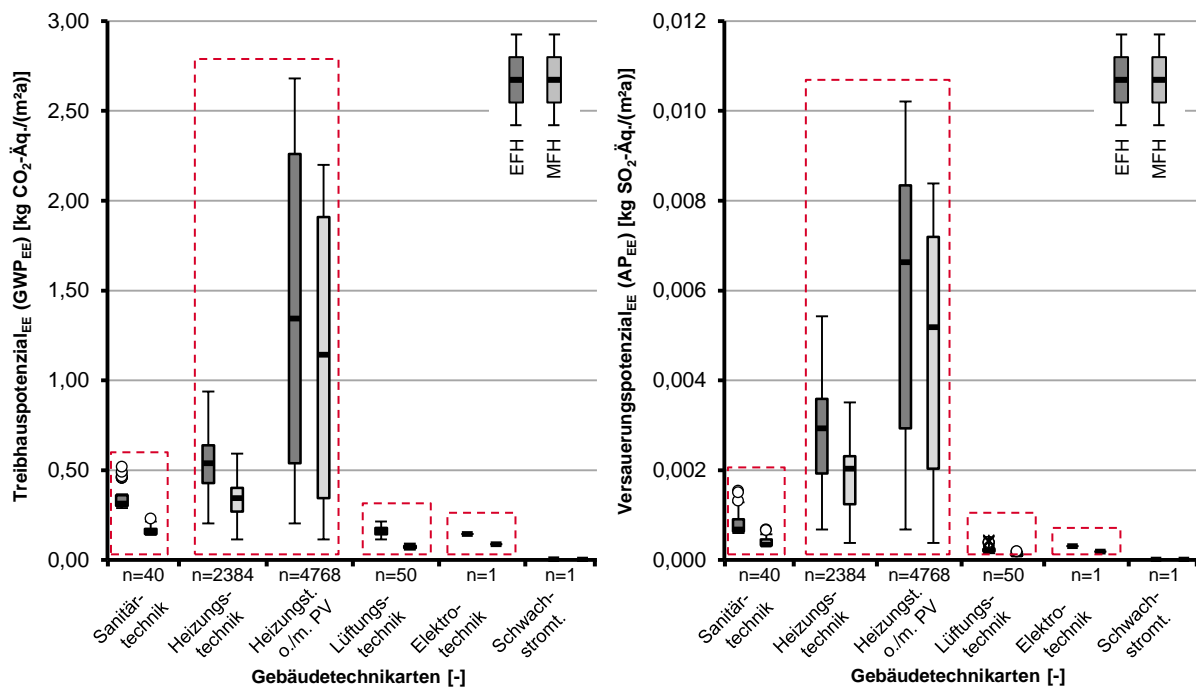 Treibhauspotenzial_EE (GWP_EE) [kg CO₂-Äq./(m²a)]
3,00
2,50
2,00
1,50
1,00
0,50
0,00
EFH
MFH
n=40
n=2384
n=4768
n=50
n=1
n=1
Sanitär-
technik
Heizungs-
technik
Heizungst.
o./m. PV
Lüftungs-
technik
Elektro-
technik
Schwach-
stromt.
Gebäudetechnikarten [-]
Versauerungspotenzial_EE (AP_EE) [kg SO₂-Äq./(m²a)]
0,012
0,010
0,008
0,006
0,004
0,002
0,000
EFH
MFH
n=40
n=2384
n=4768
n=50
n=1
n=1
Sanitär-
technik
Heizungs-
technik
Heizungst.
o./m. PV
Lüftungs-
technik
Elektro-
technik
Schwach-
stromt.
Gebäudetechnikarten [-]